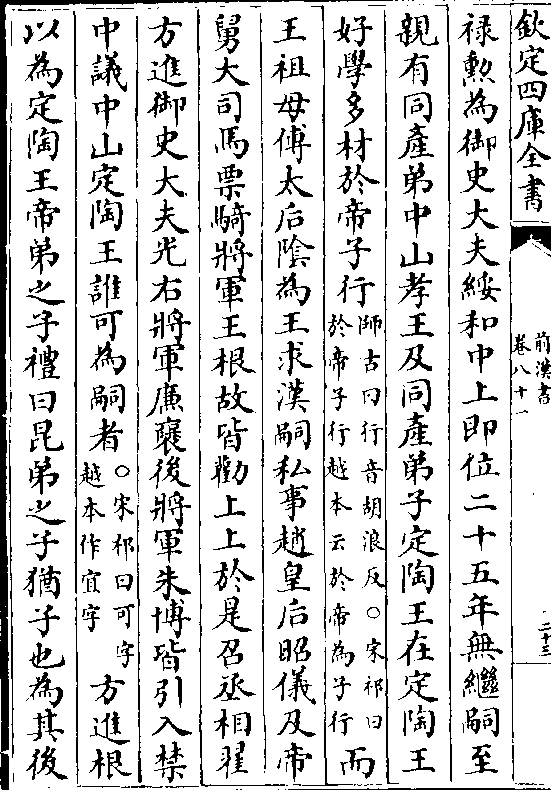 欽定四庫全書
前漢書
卷八十一
二十三
祿勲為御史大夫綏和中上即位二十五年無繼嗣至
親有同產弟中山孝王及同產弟子定陶王在定陶王
好學多材於帝子行師古曰行音胡浪反○宋祁曰於帝子行越本云於帝為子行而
王祖母傅太后隂為王求漢嗣私事趙皇后昭儀及帝
舅大司馬票騎將軍王根故皆勸上上於是召丞相翟
方進御史大夫光右將軍㢘襃後將軍朱博皆引入禁
中議中山定陶王誰可為嗣者○宋祁曰可字越本作宜字方進根
以為定陶王帝弟之子禮曰昆弟之子猶子也為其後